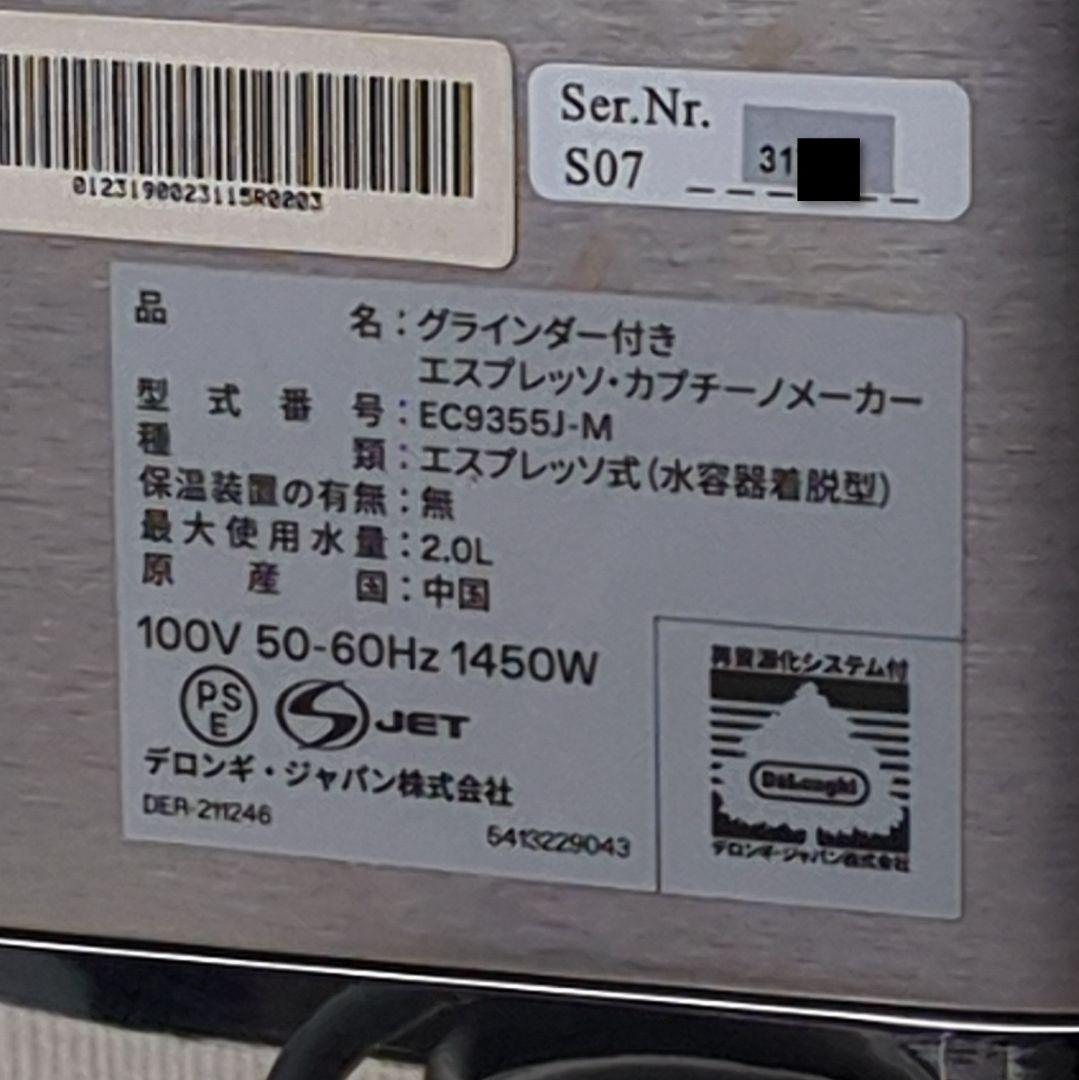 0123190023115R0203
Ser.Nr.
S07 31
品名：グラインダー付き
エスプレッソ・カプチーノメーカー
型式番号：EC9355J-M
種類：エスプレッソ式（水容器着脱型）
保温装置の有無：無
最大使用水量：2.0L
原産国：中国
100V 50-60Hz 1450W
PSE JET
デロンギ・ジャパン株式会社
DER-211246
5413229043
再資源化システム付
DeLonghi
デロンギ・ジャパン株式会社